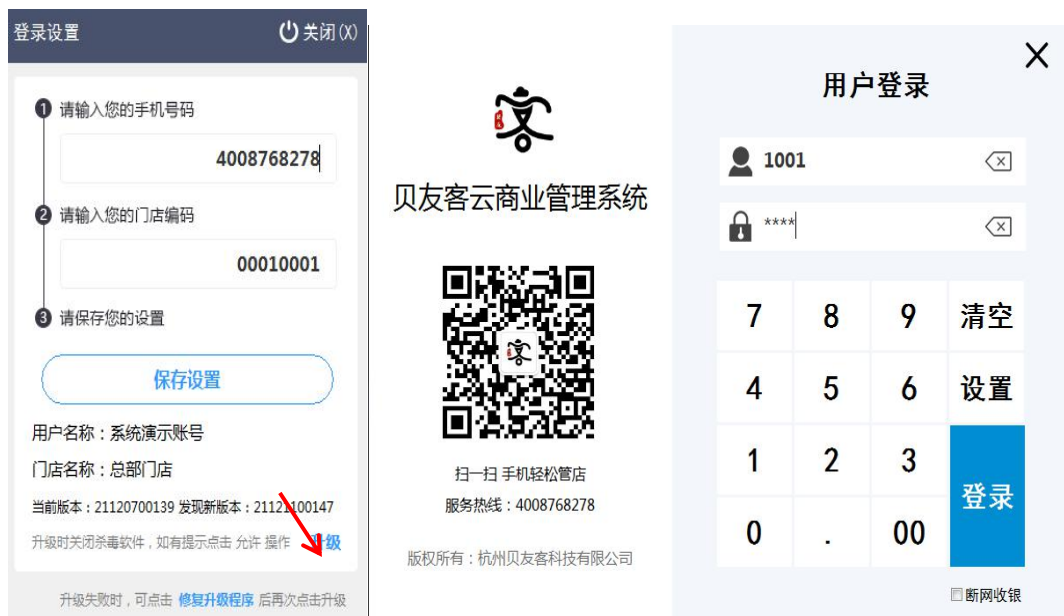 登录设置
关闭(X)
1 请输入您的手机号码
4008768278
2 请输入您的门店编码
00010001
3 请保存您的设置
保存设置
用户名称：系统演示账号
门店名称：总部门店
当前版本：21120700139 发现新版本：21121100147
升级时关闭杀毒软件，如有提示点击 允许 操作 升级
升级失败时，可点击 修复升级程序 后再次点击升级
客
贝友客云商业管理系统
客
扫一扫 手机轻松管店
服务热线：4008768278
版权所有：杭州贝友客科技有限公司
X
用户登录
1001
****
7 8 9 清空
4 5 6 设置
1 2 3
登录
0 . 00
断网收银